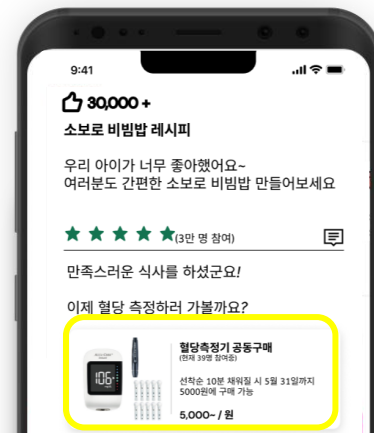 9:41
30,000 +
소보로 비빔밥 레시피
우리 아이가 너무 좋아했어요~
여러분도 간편한 소보로 비빔밥 만들어보세요
(3만 명 참여)
만족스러운 식사를 하셨군요!
이제 혈당 측정하러 가볼까요?
혈당측정기 공동구매
(현재 39명 참여중)
106
선착순 10분 채워질 시 5월 31일까지
5000원에 구매 가능
5,000~ / 원